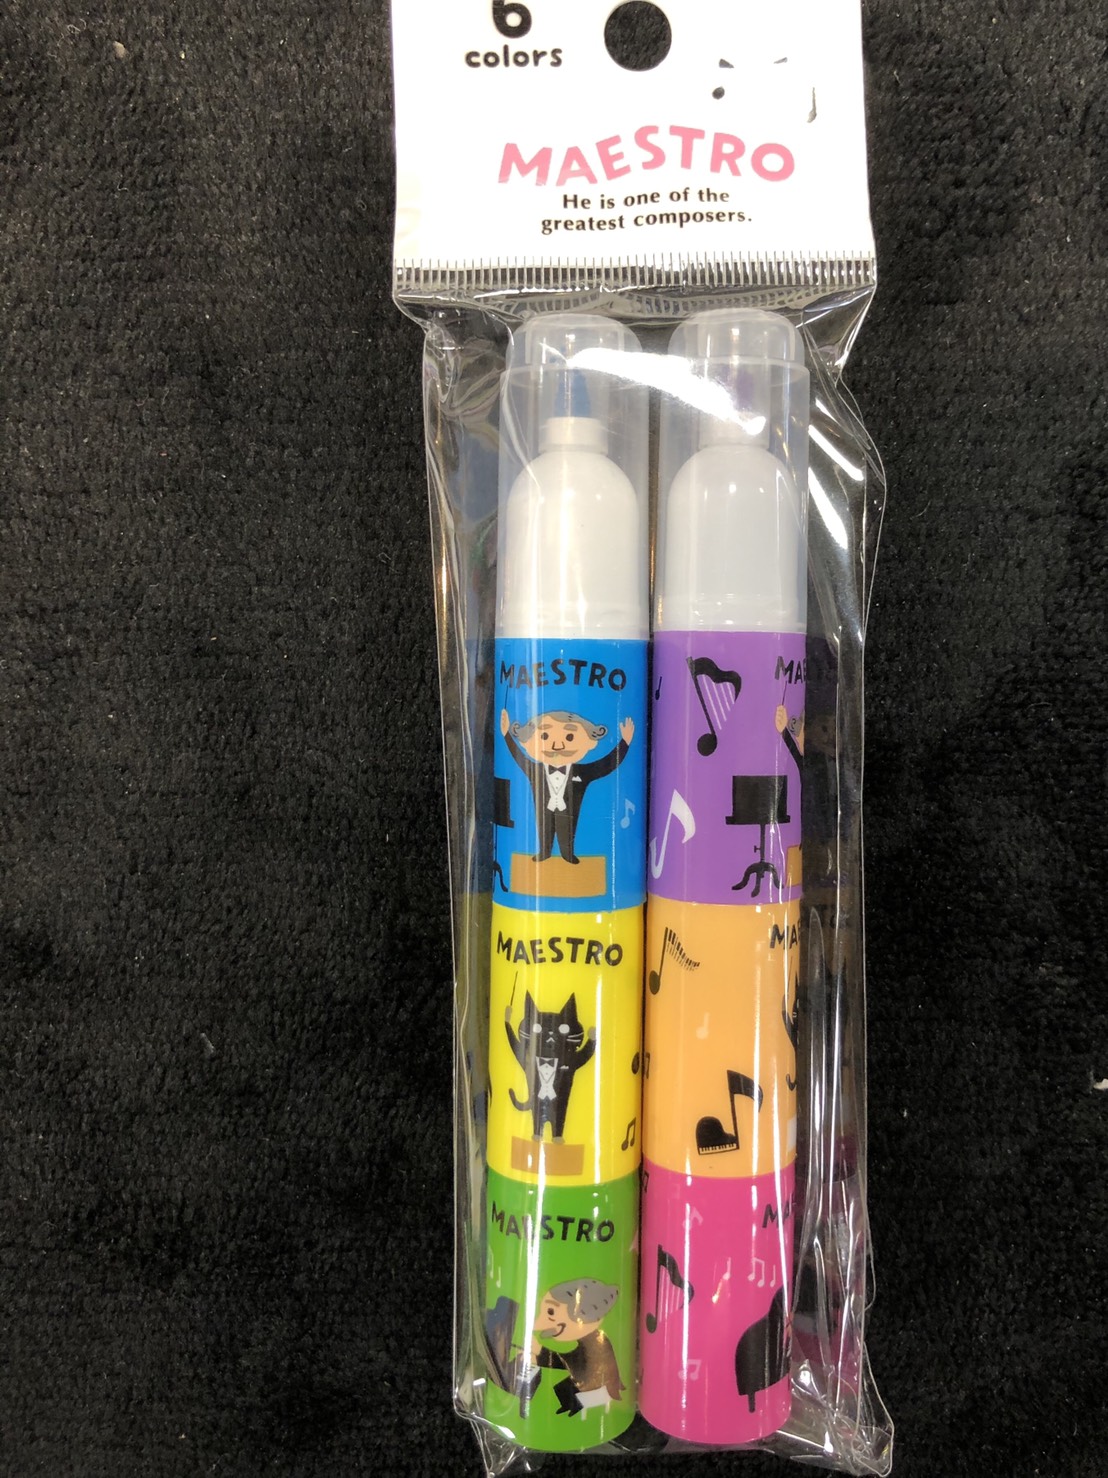 6
colors
MAESTRO
He is one of the
greatest composers.
MAESTRO
MAESTRO
MAESTRO